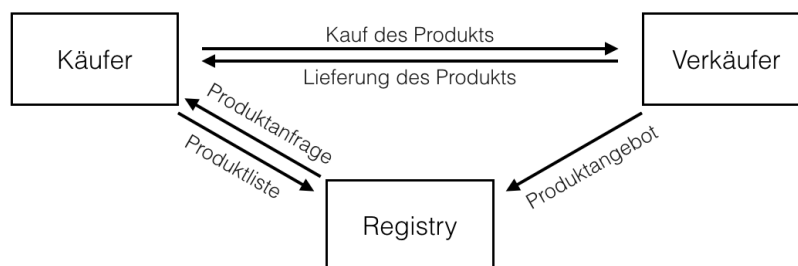 Kauf des Produkts
Käufer
Verkäufer
Lieferung des Produkts
Produktanfrage
Produktliste
Produktangebot
Registry